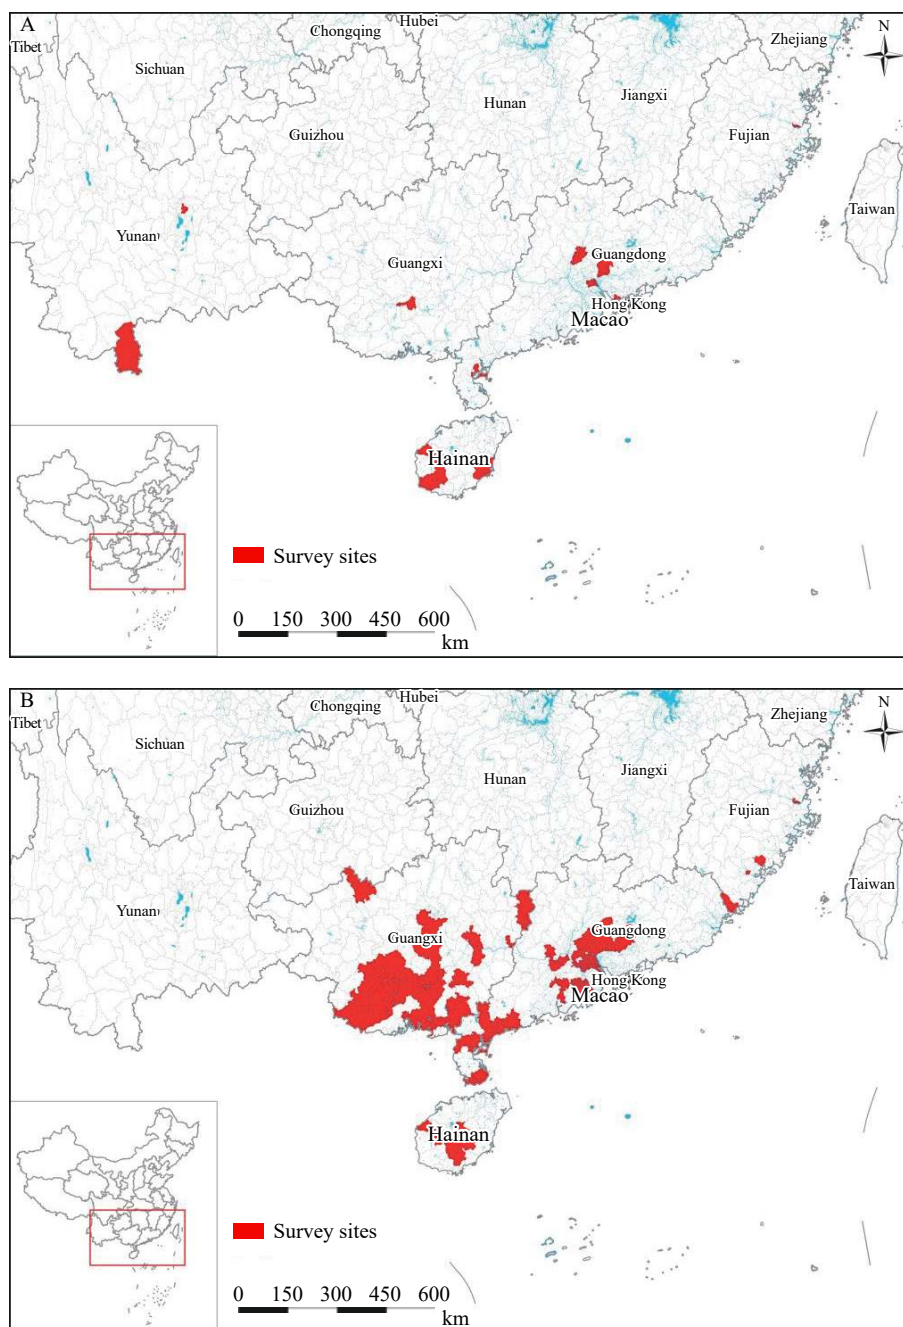 A
Hubei
N
Chongqing
Zhejiang
Tibet
Sichuan
Jiangxi
Hunan
Guizhou
Fujian
Taiwan
Yunan
Guangdong
Guangxi
Hong Kong
Macao
Hainan
Survey sites
0 150 300 450 600
km
B
Hubei
N
Chongqing
Zhejiang
Tibet
Sichuan
Jiangxi
Hunan
Guizhou
Fujian
Taiwan
Yunan
Guangdong
Guangxi
Hong Kong
Macao
Hainan
Survey sites
0 150 300 450 600
km